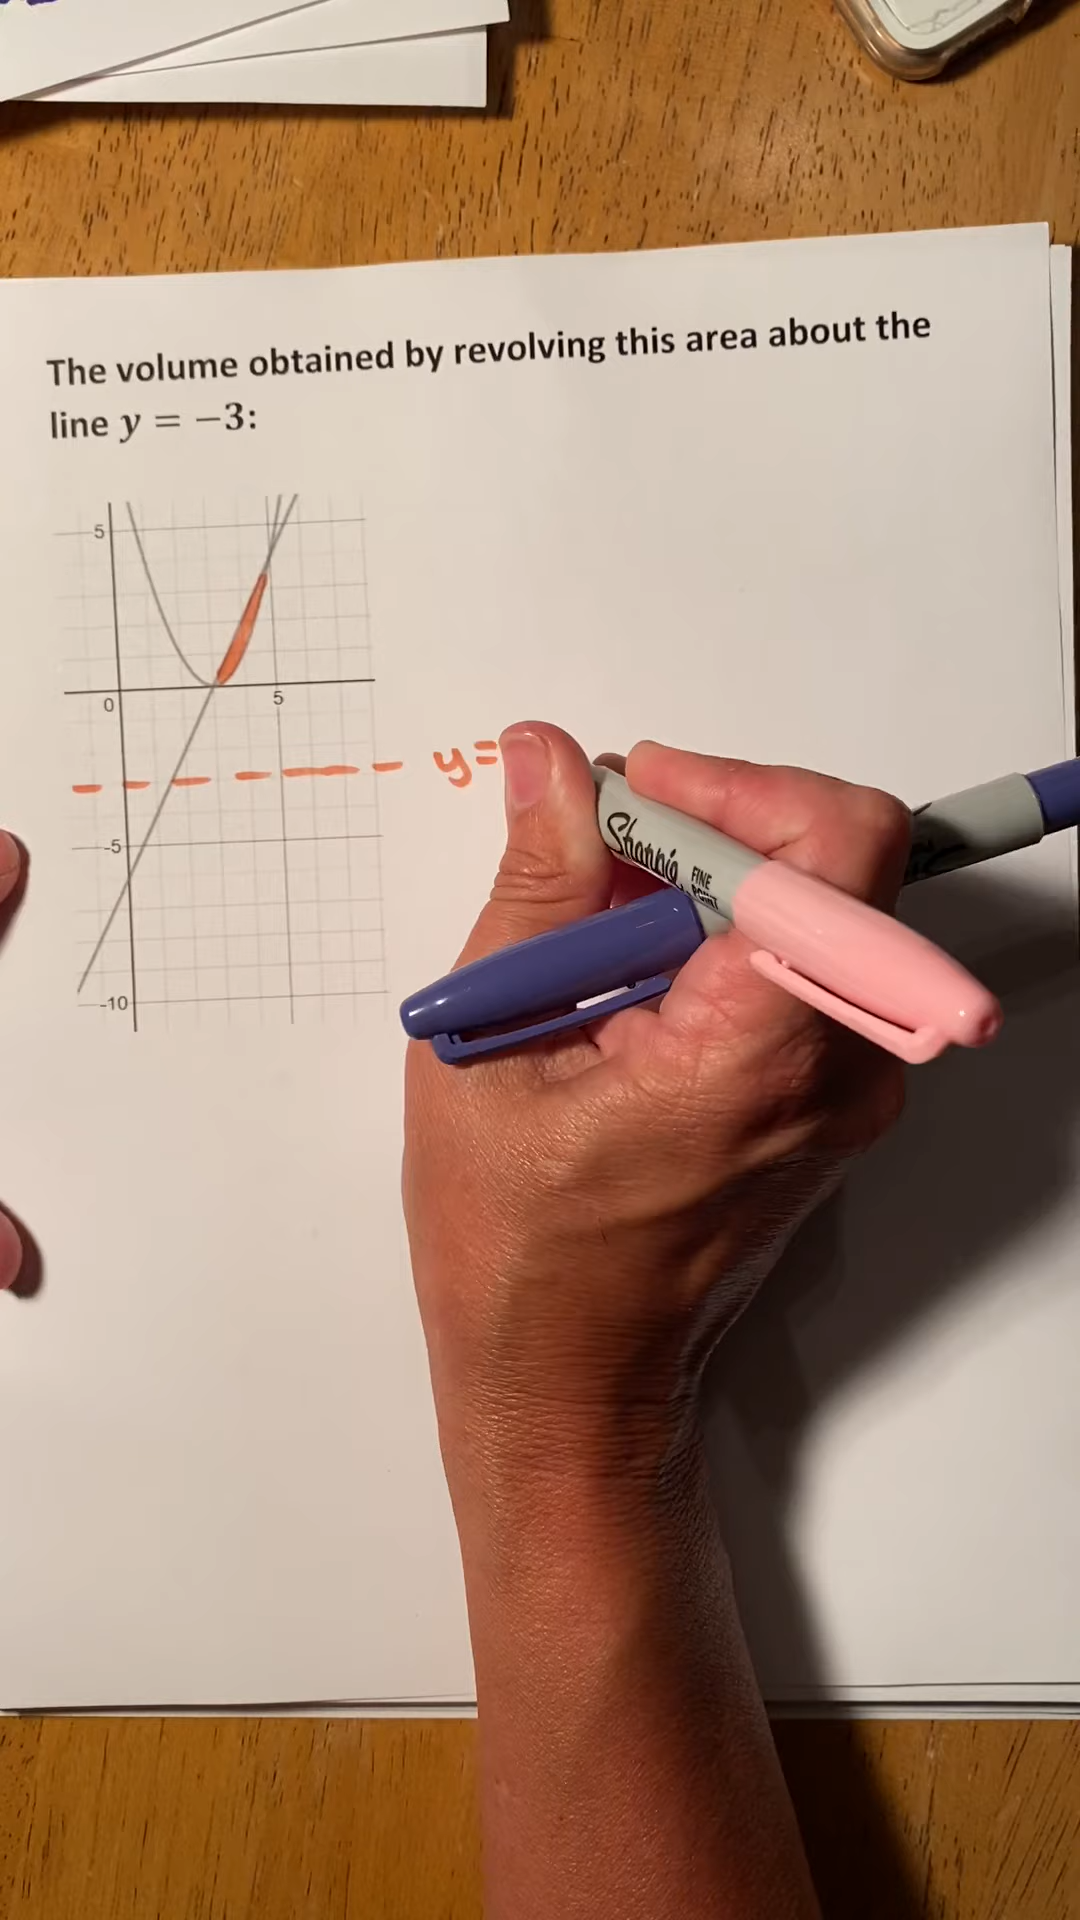 The volume obtained by revolving this area about the
line y = −3:
5
0
5
y=
-5
-10
Sharpie
FINE
POINT